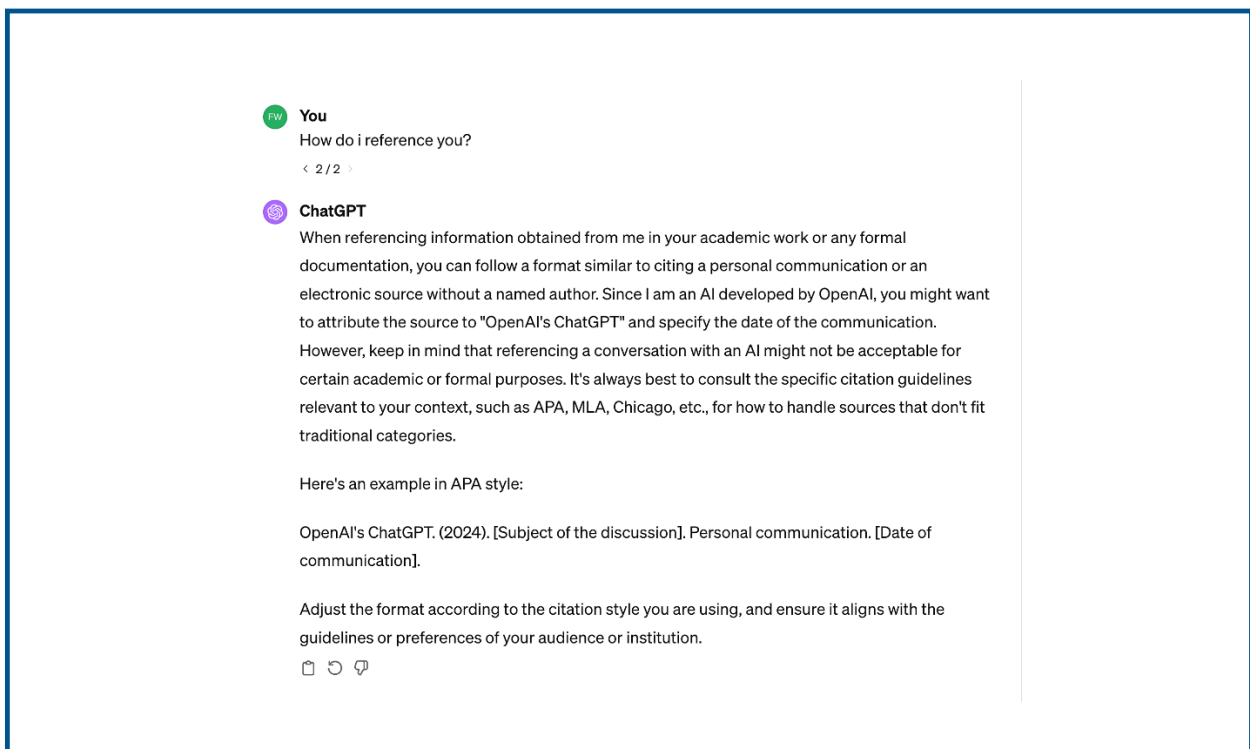 FW You
How do i reference you?
< 2 / 2 >
ChatGPT
When referencing information obtained from me in your academic work or any formal
documentation, you can follow a format similar to citing a personal communication or an
electronic source without a named author. Since I am an AI developed by OpenAI, you might want
to attribute the source to "OpenAI's ChatGPT" and specify the date of the communication.
However, keep in mind that referencing a conversation with an AI might not be acceptable for
certain academic or formal purposes. It's always best to consult the specific citation guidelines
relevant to your context, such as APA, MLA, Chicago, etc., for how to handle sources that don't fit
traditional categories.
Here's an example in APA style:
OpenAI's ChatGPT. (2024). [Subject of the discussion]. Personal communication. [Date of
communication].
Adjust the format according to the citation style you are using, and ensure it aligns with the
guidelines or preferences of your audience or institution.